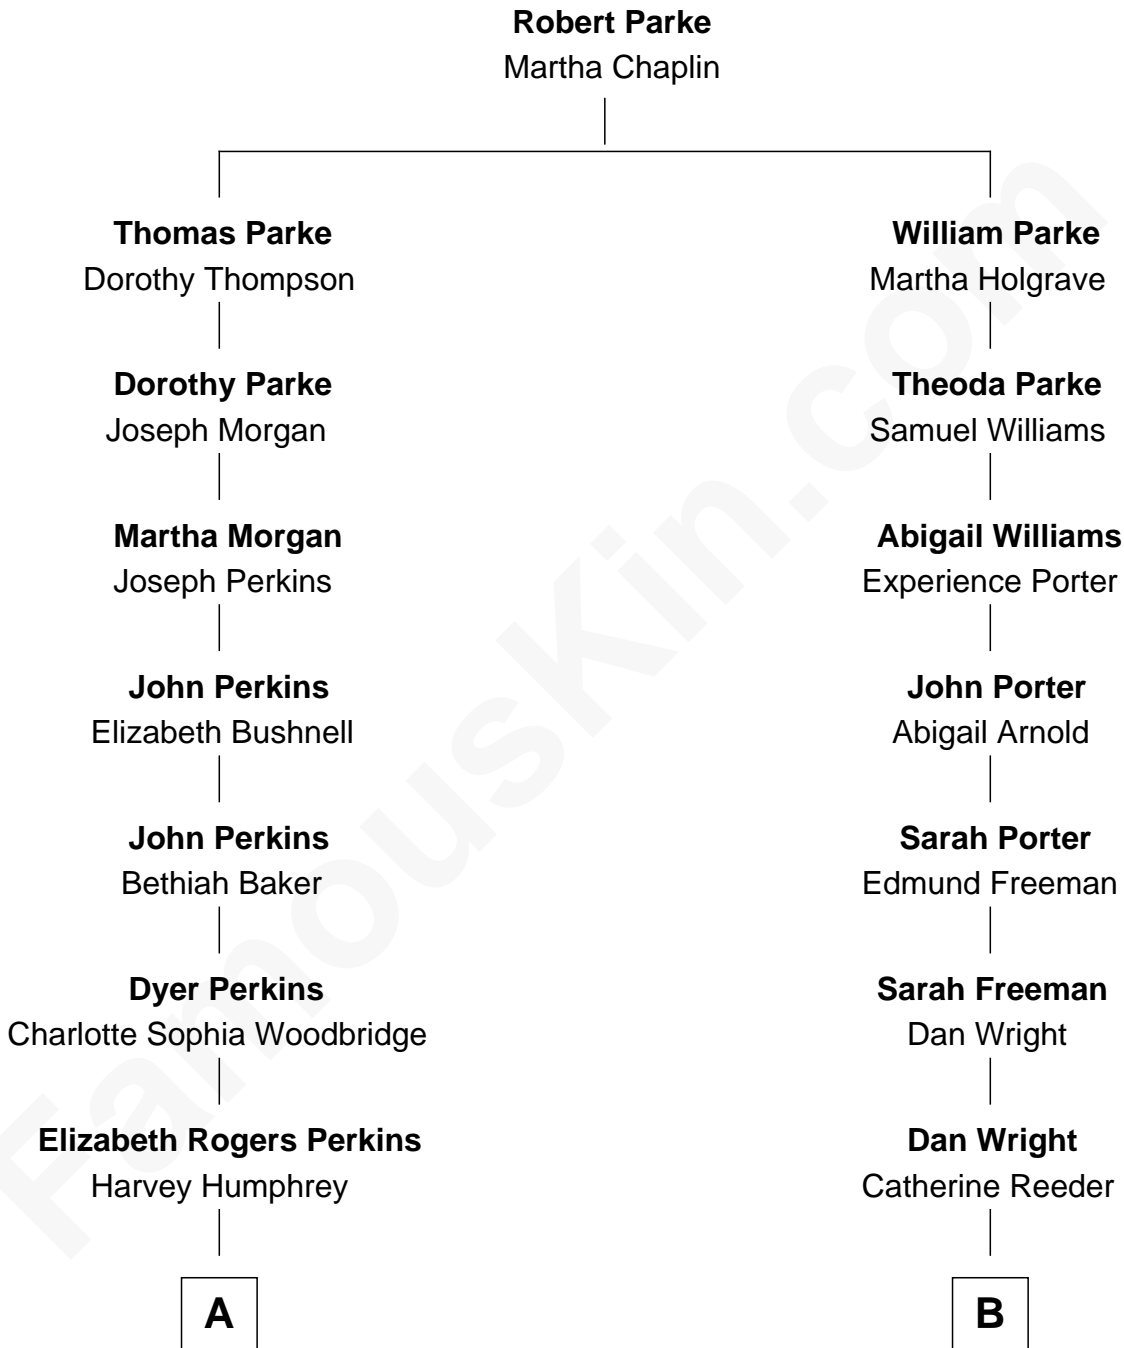 Robert Parke
Martha Chaplin
Thomas Parke
Dorothy Thompson
William Parke
Martha Holgrave
Dorothy Parke
Joseph Morgan
Theoda Parke
Samuel Williams
Martha Morgan
Joseph Perkins
Abigail Williams
Experience Porter
John Perkins
Elizabeth Bushnell
John Porter
Abigail Arnold
John Perkins
Bethiah Baker
Sarah Porter
Edmund Freeman
Dyer Perkins
Charlotte Sophia Woodbridge
Sarah Freeman
Dan Wright
Elizabeth Rogers Perkins
Harvey Humphrey
Dan Wright
Catherine Reeder
A
B
FamousKin.com